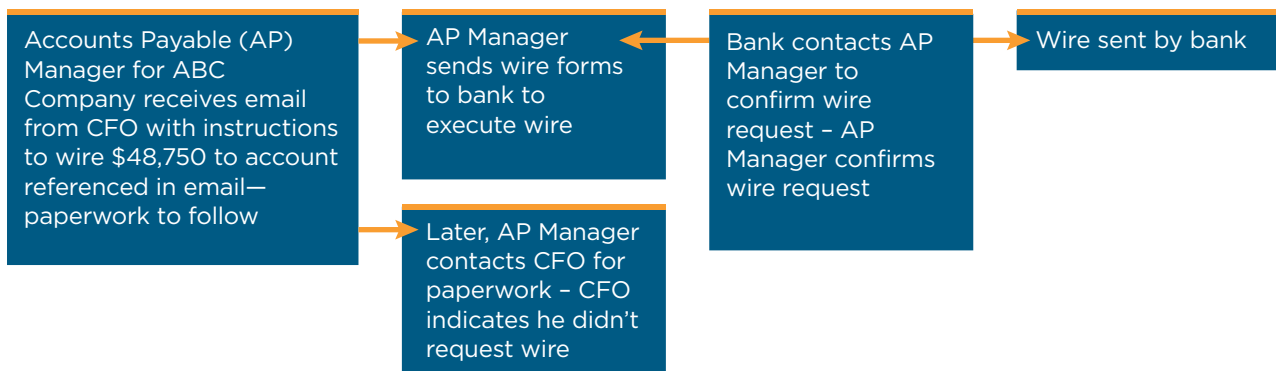 Accounts Payable (AP)
Manager for ABC
Company receives email
from CFO with instructions
to wire $48,750 to account
referenced in email—
paperwork to follow
AP Manager
sends wire forms
to bank to
execute wire
Bank contacts AP
Manager to
confirm wire
request – AP
Manager confirms
wire request
Wire sent by bank
Later, AP Manager
contacts CFO for
paperwork – CFO
indicates he didn’t
request wire